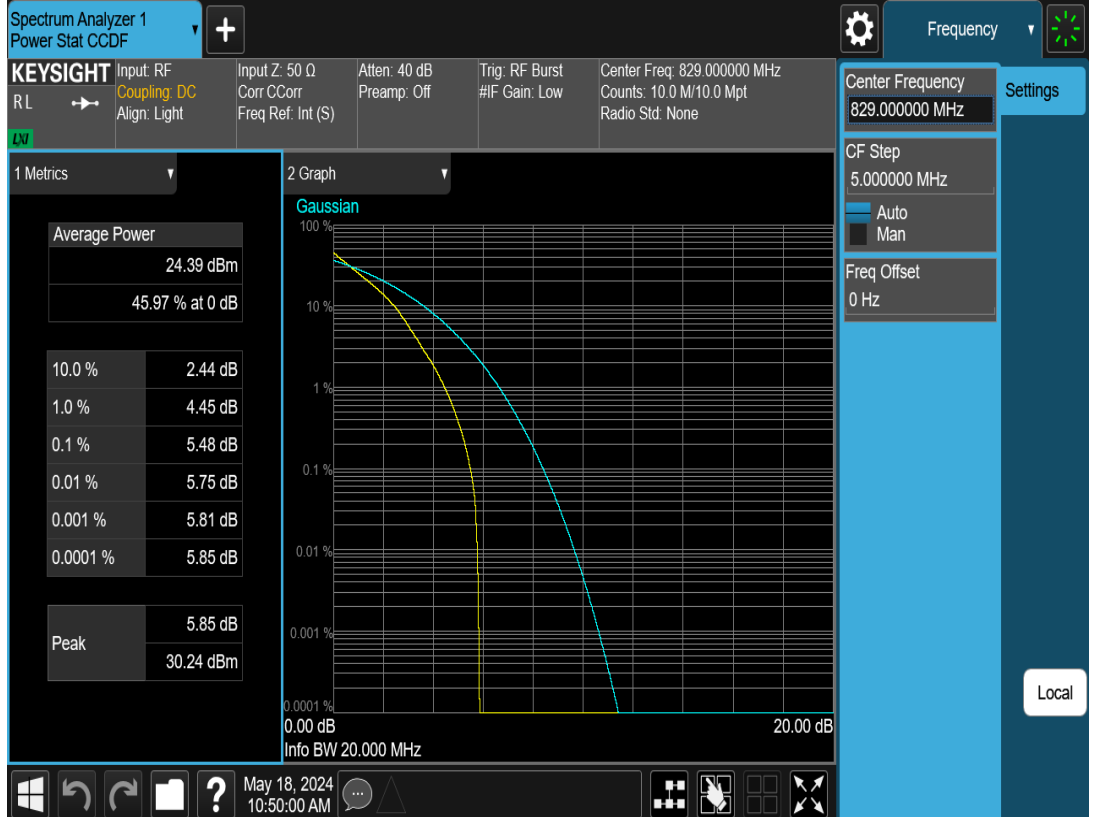 Spectrum Analyzer 1
Power Stat CCDF
+
Frequency
KEYSIGHT
Input: RF
Input Z: 50 Ω
Atten: 40 dB
Trig: RF Burst
Center Freq: 829.000000 MHz
RL
Coupling: DC
Corr CCorr
Preamp: Off
#IF Gain: Low
Counts: 10.0 M/10.0 Mpt
Align: Light
Freq Ref: Int (S)
Radio Std: None
LXI
Center Frequency
829.000000 MHz
Settings
CF Step
5.000000 MHz
Auto
Man
Freq Offset
0 Hz
1 Metrics
Average Power
24.39 dBm
45.97 % at 0 dB
10.0 % 2.44 dB
1.0 % 4.45 dB
0.1 % 5.48 dB
0.01 % 5.75 dB
0.001 % 5.81 dB
0.0001 % 5.85 dB
Peak
5.85 dB
30.24 dBm
2 Graph
Gaussian
100 %
10 %
1 %
0.1 %
0.01 %
0.001 %
0.0001 %
0.00 dB 20.00 dB
Info BW 20.000 MHz
Local
?
May 18, 2024
10:50:00 AM